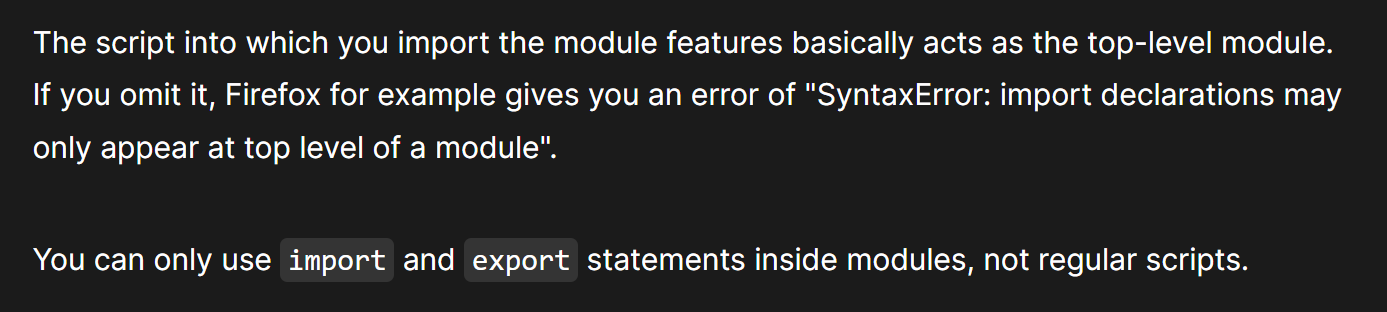 The script into which you import the module features basically acts as the top-level module.
If you omit it, Firefox for example gives you an error of "SyntaxError: import declarations may
only appear at top level of a module".
You can only use import and export statements inside modules, not regular scripts.